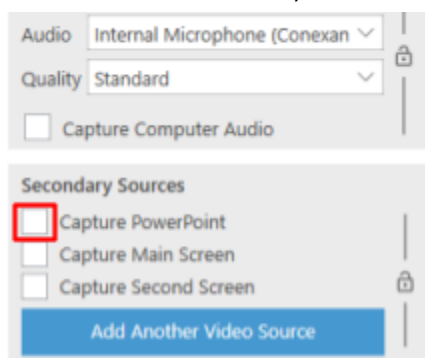 Audio Internal Microphone (Conexan
Quality Standard
Capture Computer Audio
Secondary Sources
Capture PowerPoint
Capture Main Screen
Capture Second Screen
Add Another Video Source